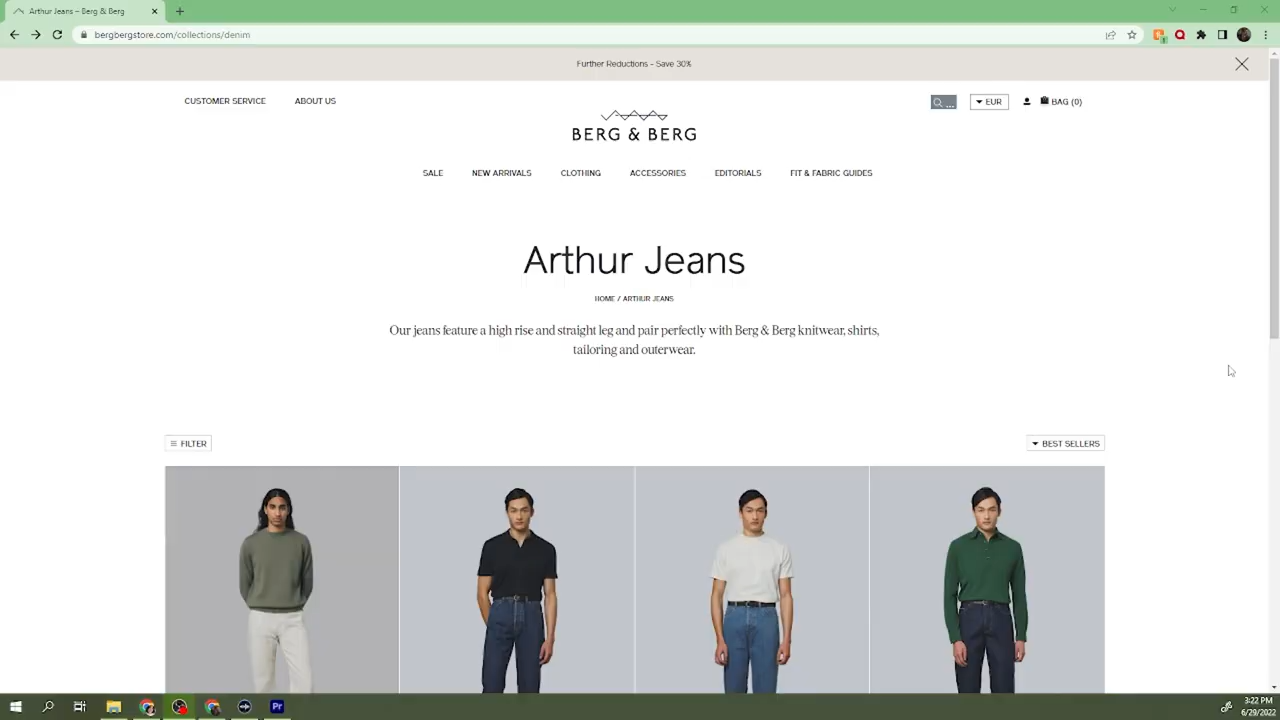 Arthur Jeans – Berg & Berg
bergbergstore.com/collections/denim
Further Reductions - Save 30%
CUSTOMER SERVICE
ABOUT US
...
EUR
BAG (0)
BERG & BERG
SALE
NEW ARRIVALS
CLOTHING
ACCESSORIES
EDITORIALS
FIT & FABRIC GUIDES
Arthur Jeans
HOME / ARTHUR JEANS
Our jeans feature a high rise and straight leg and pair perfectly with Berg & Berg knitwear, shirts,
tailoring and outerwear.
FILTER
BEST SELLERS
Pr
3:22 PM
6/29/2022